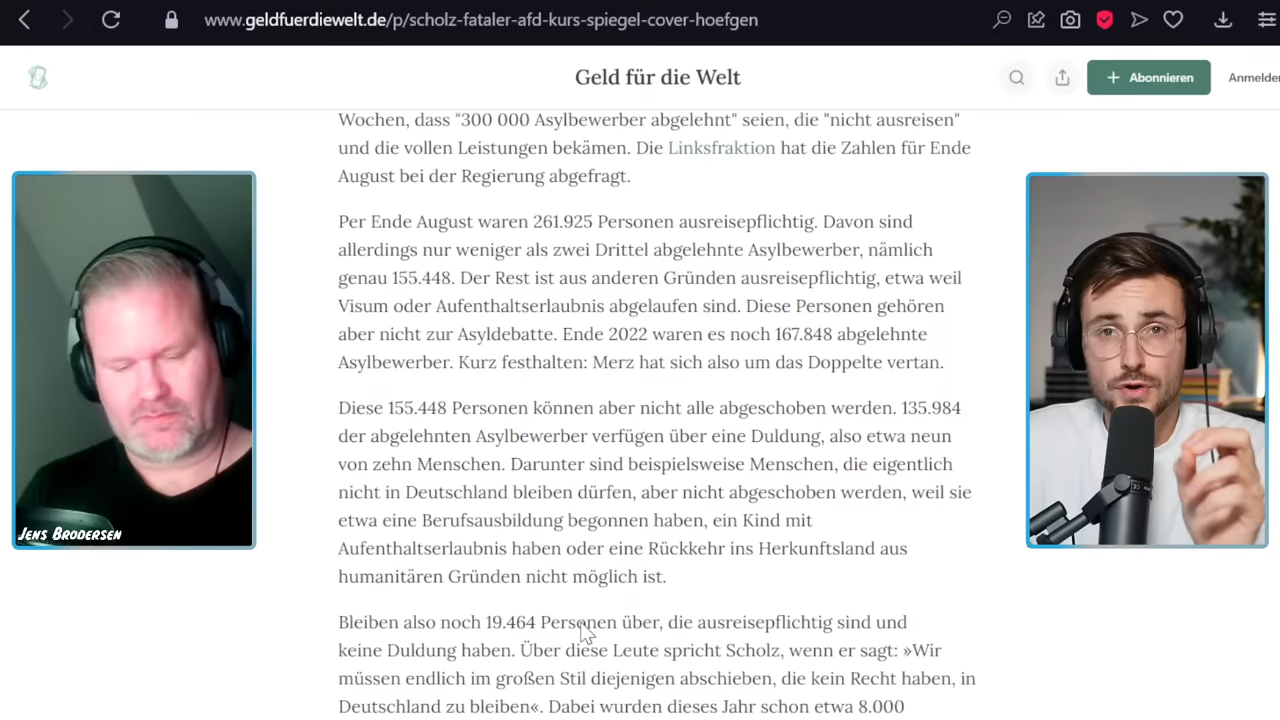 www.geldfuerdiewelt.de/p/scholz-fataler-afd-kurs-spiegel-cover-hoefgen
Geld für die Welt
Abonnieren
Anmelden
Wochen, dass "300 000 Asylbewerber abgelehnt" seien, die "nicht ausreisen"
und die vollen Leistungen bekämen. Die Linksfraktion hat die Zahlen für Ende
August bei der Regierung abgefragt.
Per Ende August waren 261.925 Personen ausreisepflichtig. Davon sind
allerdings nur weniger als zwei Drittel abgelehnte Asylbewerber, nämlich
genau 155.448. Der Rest ist aus anderen Gründen ausreisepflichtig, etwa weil
Visum oder Aufenthaltserlaubnis abgelaufen sind. Diese Personen gehören
aber nicht zur Asyldebatte. Ende 2022 waren es noch 167.848 abgelehnte
Asylbewerber. Kurz festhalten: Merz hat sich also um das Doppelte vertan.
Diese 155.448 Personen können aber nicht alle abgeschoben werden. 135.984
der abgelehnten Asylbewerber verfügen über eine Duldung, also etwa neun
von zehn Menschen. Darunter sind beispielsweise Menschen, die eigentlich
nicht in Deutschland bleiben dürfen, aber nicht abgeschoben werden, weil sie
etwa eine Berufsausbildung begonnen haben, ein Kind mit
Aufenthaltserlaubnis haben oder eine Rückkehr ins Herkunftsland aus
humanitären Gründen nicht möglich ist.
Bleiben also noch 19.464 Personen über, die ausreisepflichtig sind und
keine Duldung haben. Über diese Leute spricht Scholz, wenn er sagt: »Wir
müssen endlich im großen Stil diejenigen abschieben, die kein Recht haben, in
Deutschland zu bleiben«. Dabei wurden dieses Jahr schon etwa 8.000
Jens Brodersen